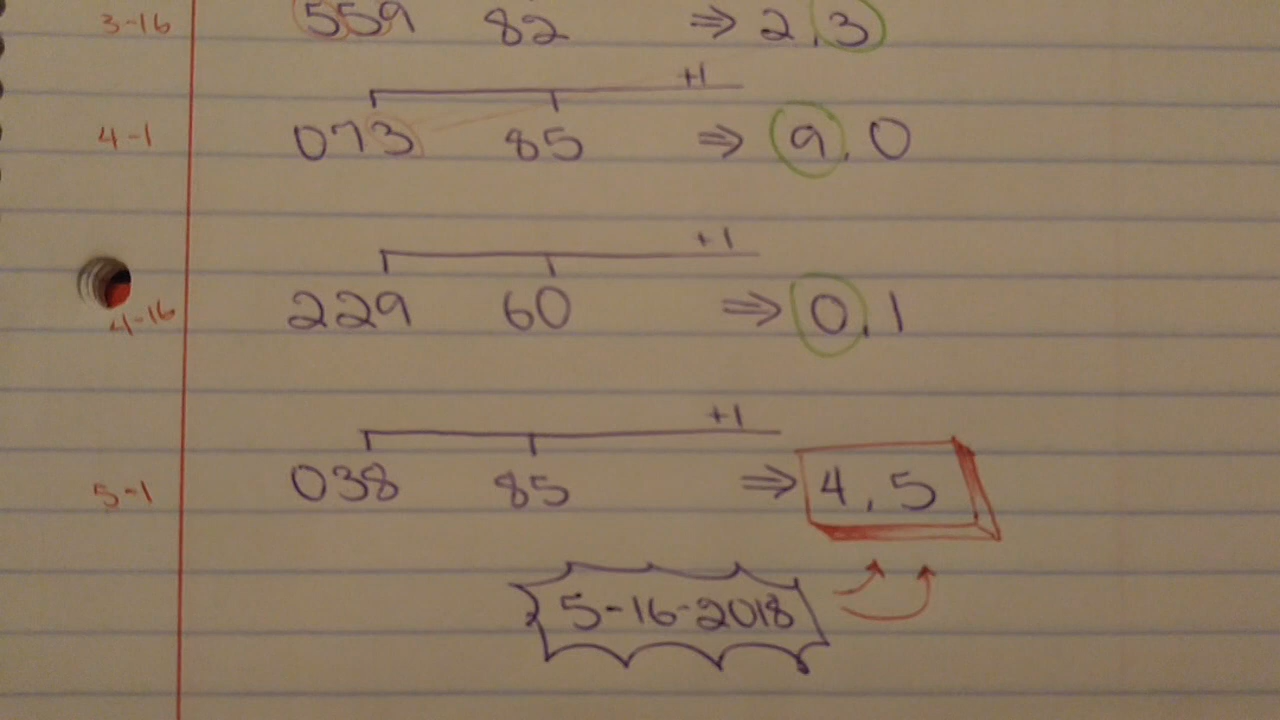 3-16 559 82 ⇒ 2,3
+1
4-1 073 85 ⇒ 9,0
+1
4-16 229 60 ⇒ 0,1
+1
5-1 038 85 ⇒ 4,5
5-16-2018